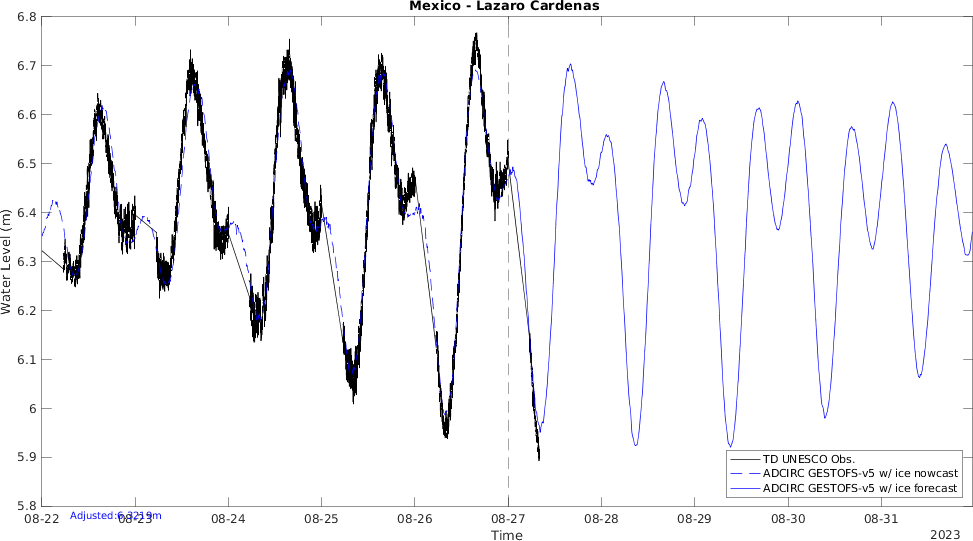 Mexico - Lazaro Cardenas
6.8
6.7
6.6
6.5
6.4
6.3
6.2
6.1
6
5.9
5.8
Water Level (m)
TD UNESCO Obs.
ADCIRC GESTOFS-v5 w/ ice nowcast
ADCIRC GESTOFS-v5 w/ ice forecast
08-22 08-23 08-24 08-25 08-26 08-27 08-28 08-29 08-30 08-31
Adjusted:6.3219m
Time
2023